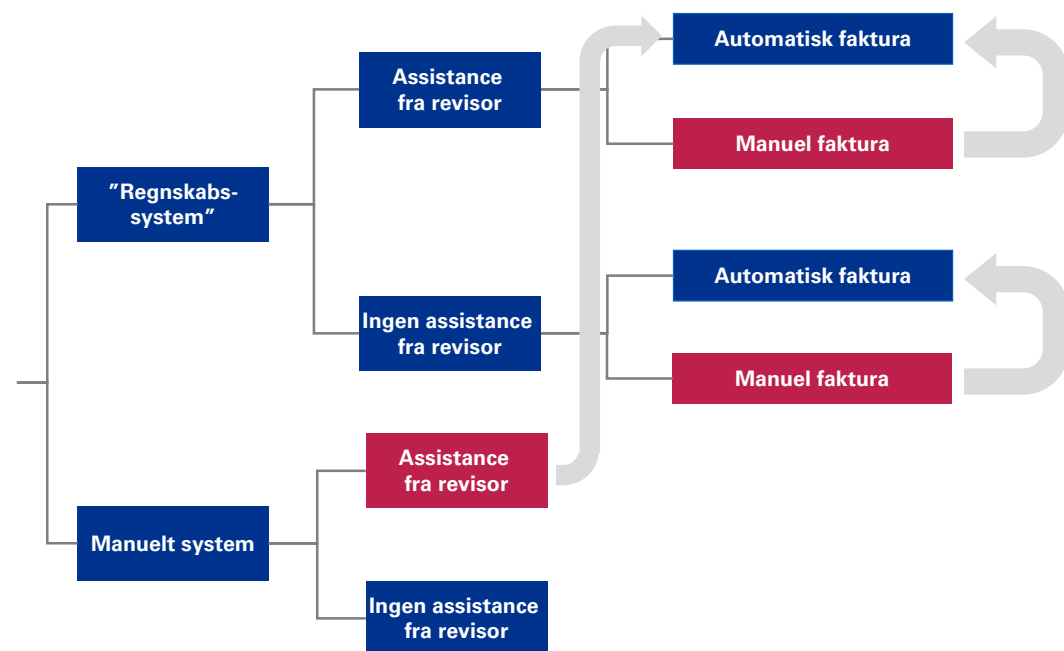 Automatisk faktura
Assistance
fra revisor
Manuel faktura
”Regnskabs-
system”
Automatisk faktura
Ingen assistance
fra revisor
Manuel faktura
Assistance
fra revisor
Manuelt system
Ingen assistance
fra revisor